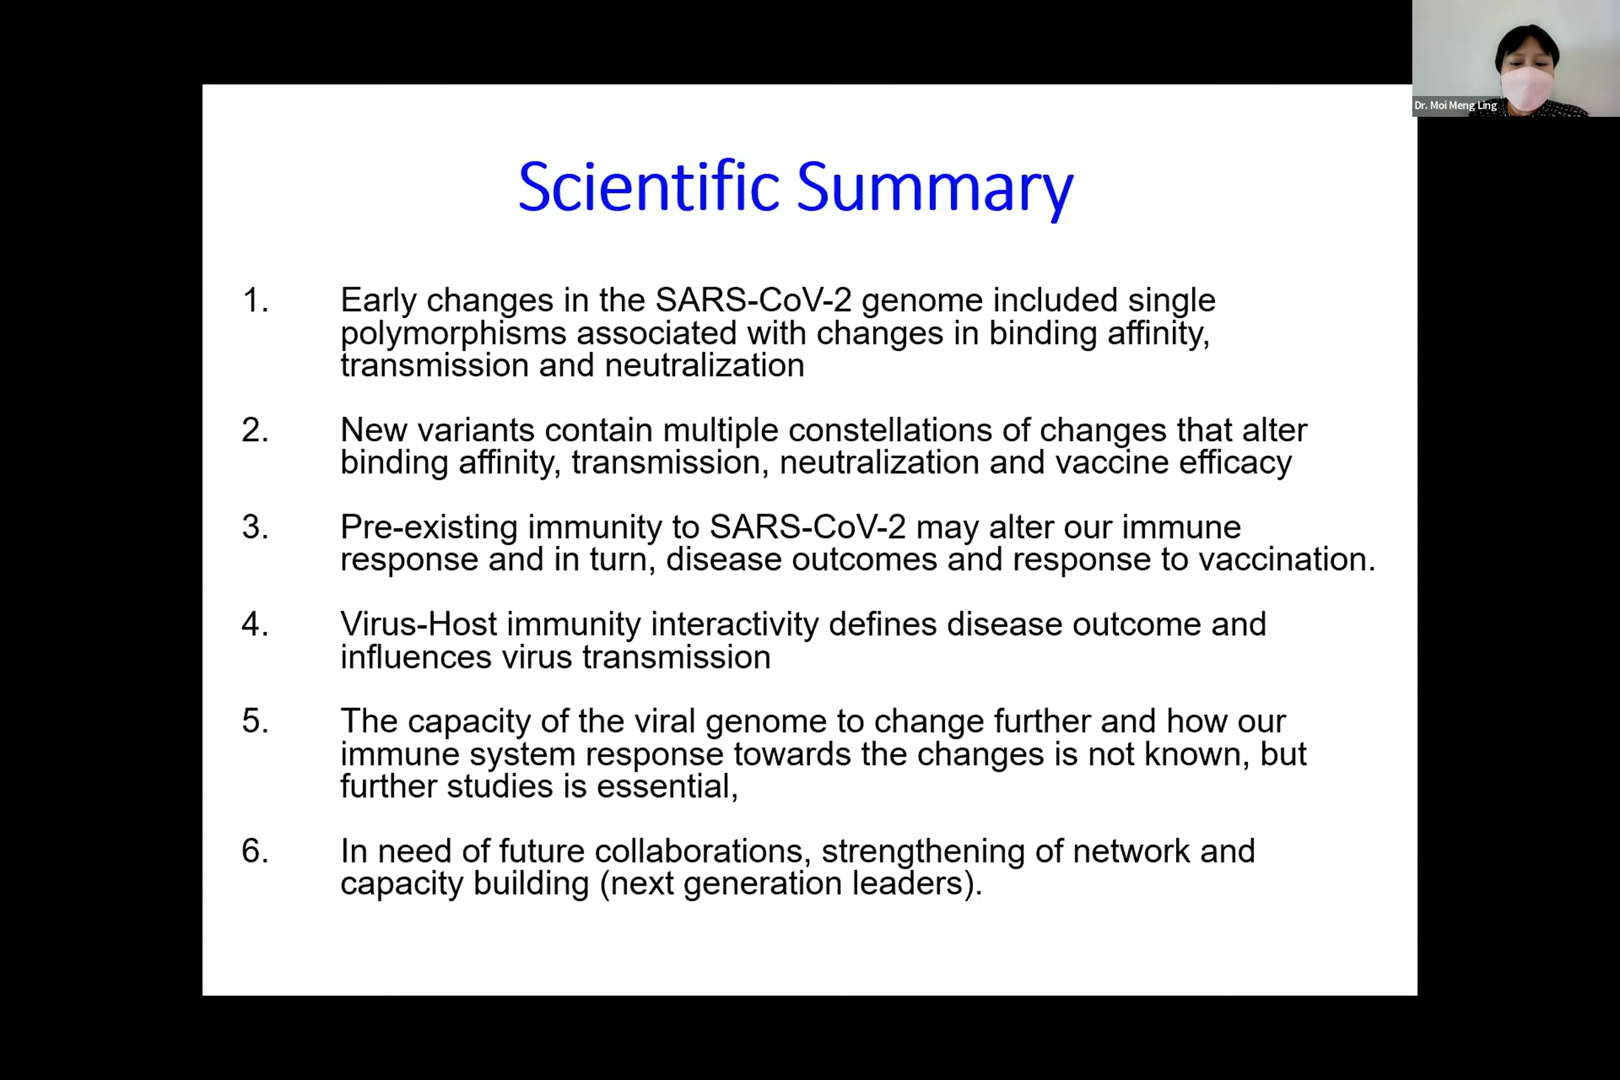 Dr. Moi Meng Ling
Scientific Summary
1. Early changes in the SARS-CoV-2 genome included single
polymorphisms associated with changes in binding affinity,
transmission and neutralization
2. New variants contain multiple constellations of changes that alter
binding affinity, transmission, neutralization and vaccine efficacy
3. Pre-existing immunity to SARS-CoV-2 may alter our immune
response and in turn, disease outcomes and response to vaccination.
4. Virus-Host immunity interactivity defines disease outcome and
influences virus transmission
5. The capacity of the viral genome to change further and how our
immune system response towards the changes is not known, but
further studies is essential,
6. In need of future collaborations, strengthening of network and
capacity building (next generation leaders).